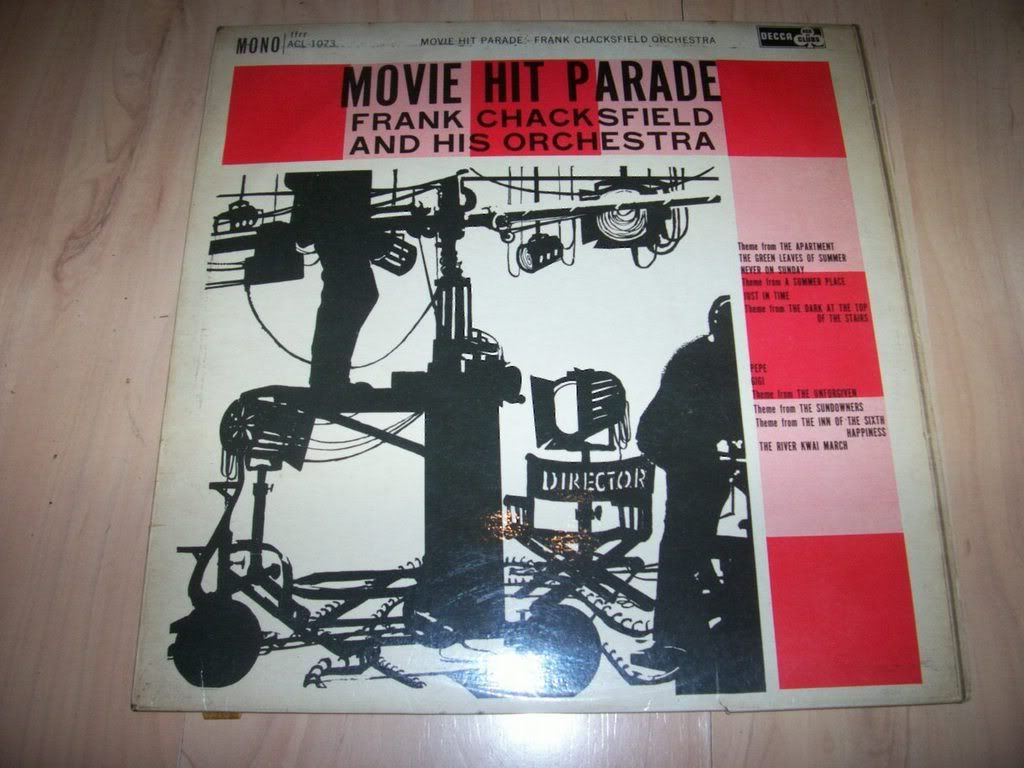 MONO
ffrr
ACL-1073
MOVIE HIT PARADE - FRANK CHACKSFIELD ORCHESTRA
DECCA
ACE of CLUBS
MOVIE HIT PARADE
FRANK CHACKSFIELD
AND HIS ORCHESTRA
Theme from THE APARTMENT
THE GREEN LEAVES OF SUMMER
NEVER ON SUNDAY
Theme from A SUMMER PLACE
JUST IN TIME
Theme from THE DARK AT THE TOP
OF THE STAIRS
PEPE
GIGI
Theme from THE UNFORGIVEN
Theme from THE SUNDOWNERS
Theme from THE INN OF THE SIXTH
HAPPINESS
THE RIVER KWAI MARCH
DIRECTOR